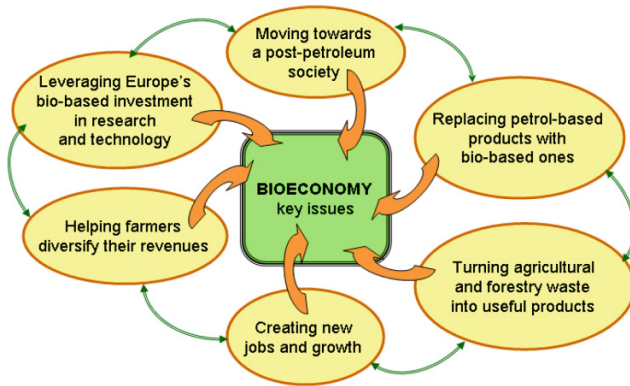 Moving towards
a post-petroleum
society
Leveraging Europe's
bio-based investment
in research
and technology
Replacing petrol-based
products with
bio-based ones
BIOECONOMY
key issues
Helping farmers
diversify their revenues
Turning agricultural
and forestry waste
into useful products
Creating new
jobs and growth